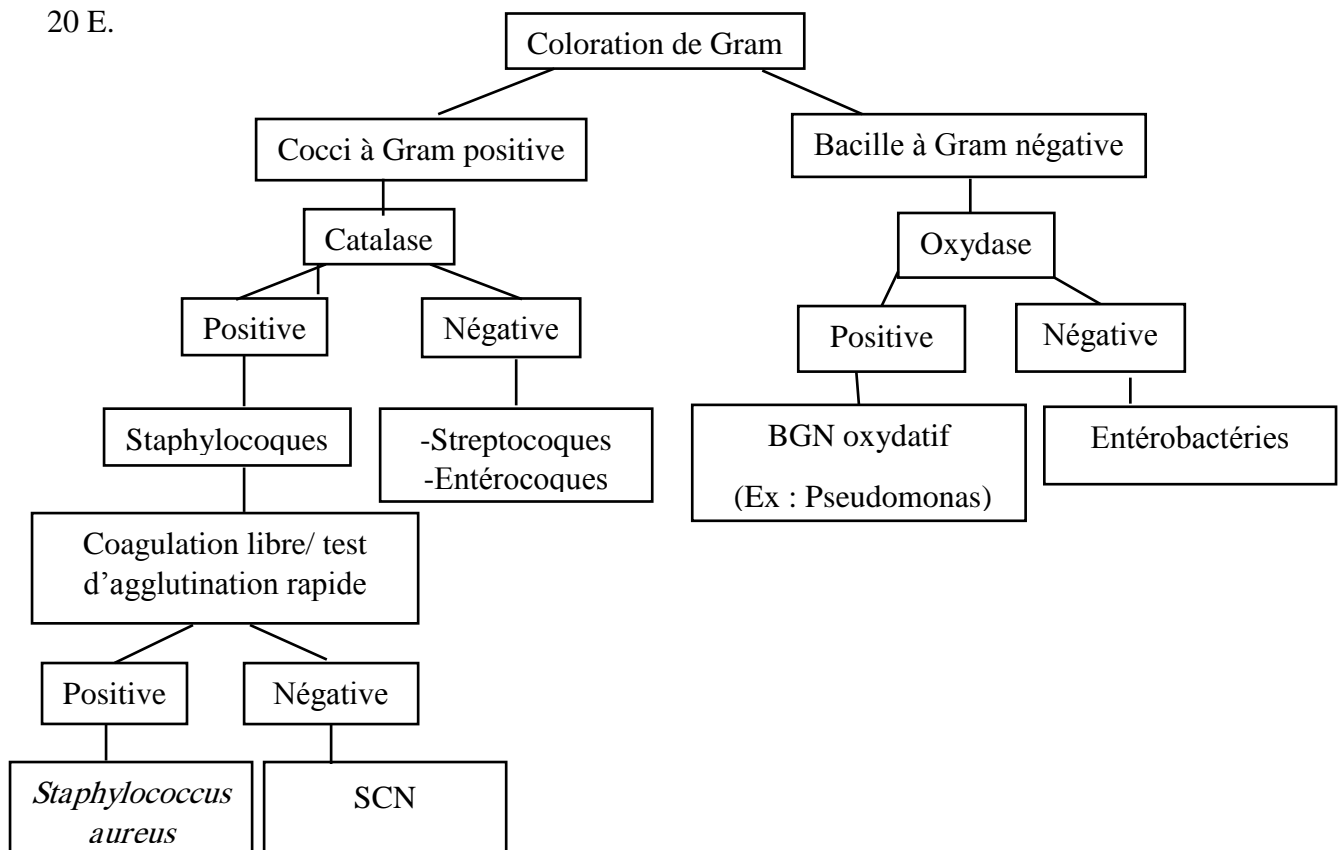 20 E.
Coloration de Gram
Cocci à Gram positive
Bacille à Gram négative
Catalase
Oxydase
Positive
Négative
Positive
Négative
Staphylocoques
-Streptocoques
-Entérocoques
BGN oxydatif
(Ex : Pseudomonas)
Entérobactéries
Coagulation libre/ test
d’agglutination rapide
Positive
Négative
Staphylococcus
aureus
SCN